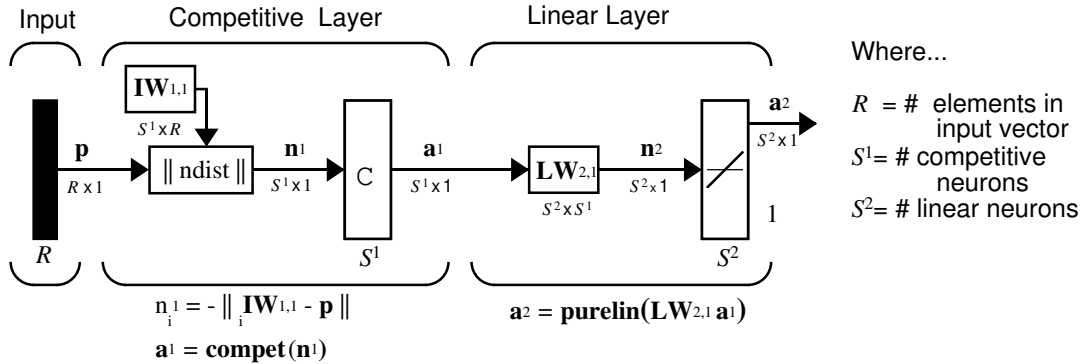 Input Competitive Layer Linear Layer
Where...
IW1,1
S¹ x R
p
R x 1
|| ndist ||
n1
S¹ x 1
C
a1
S¹ x 1
LW2,1
S² x S¹
n2
S² x 1
a2
S² x 1
1
R
S¹
S²
R = # elements in
input vector
S¹= # competitive
neurons
S²= # linear neurons
n i 1 = - || i IW1,1 - p ||
a1 = compet(n1)
a2 = purelin(LW2,1 a1)